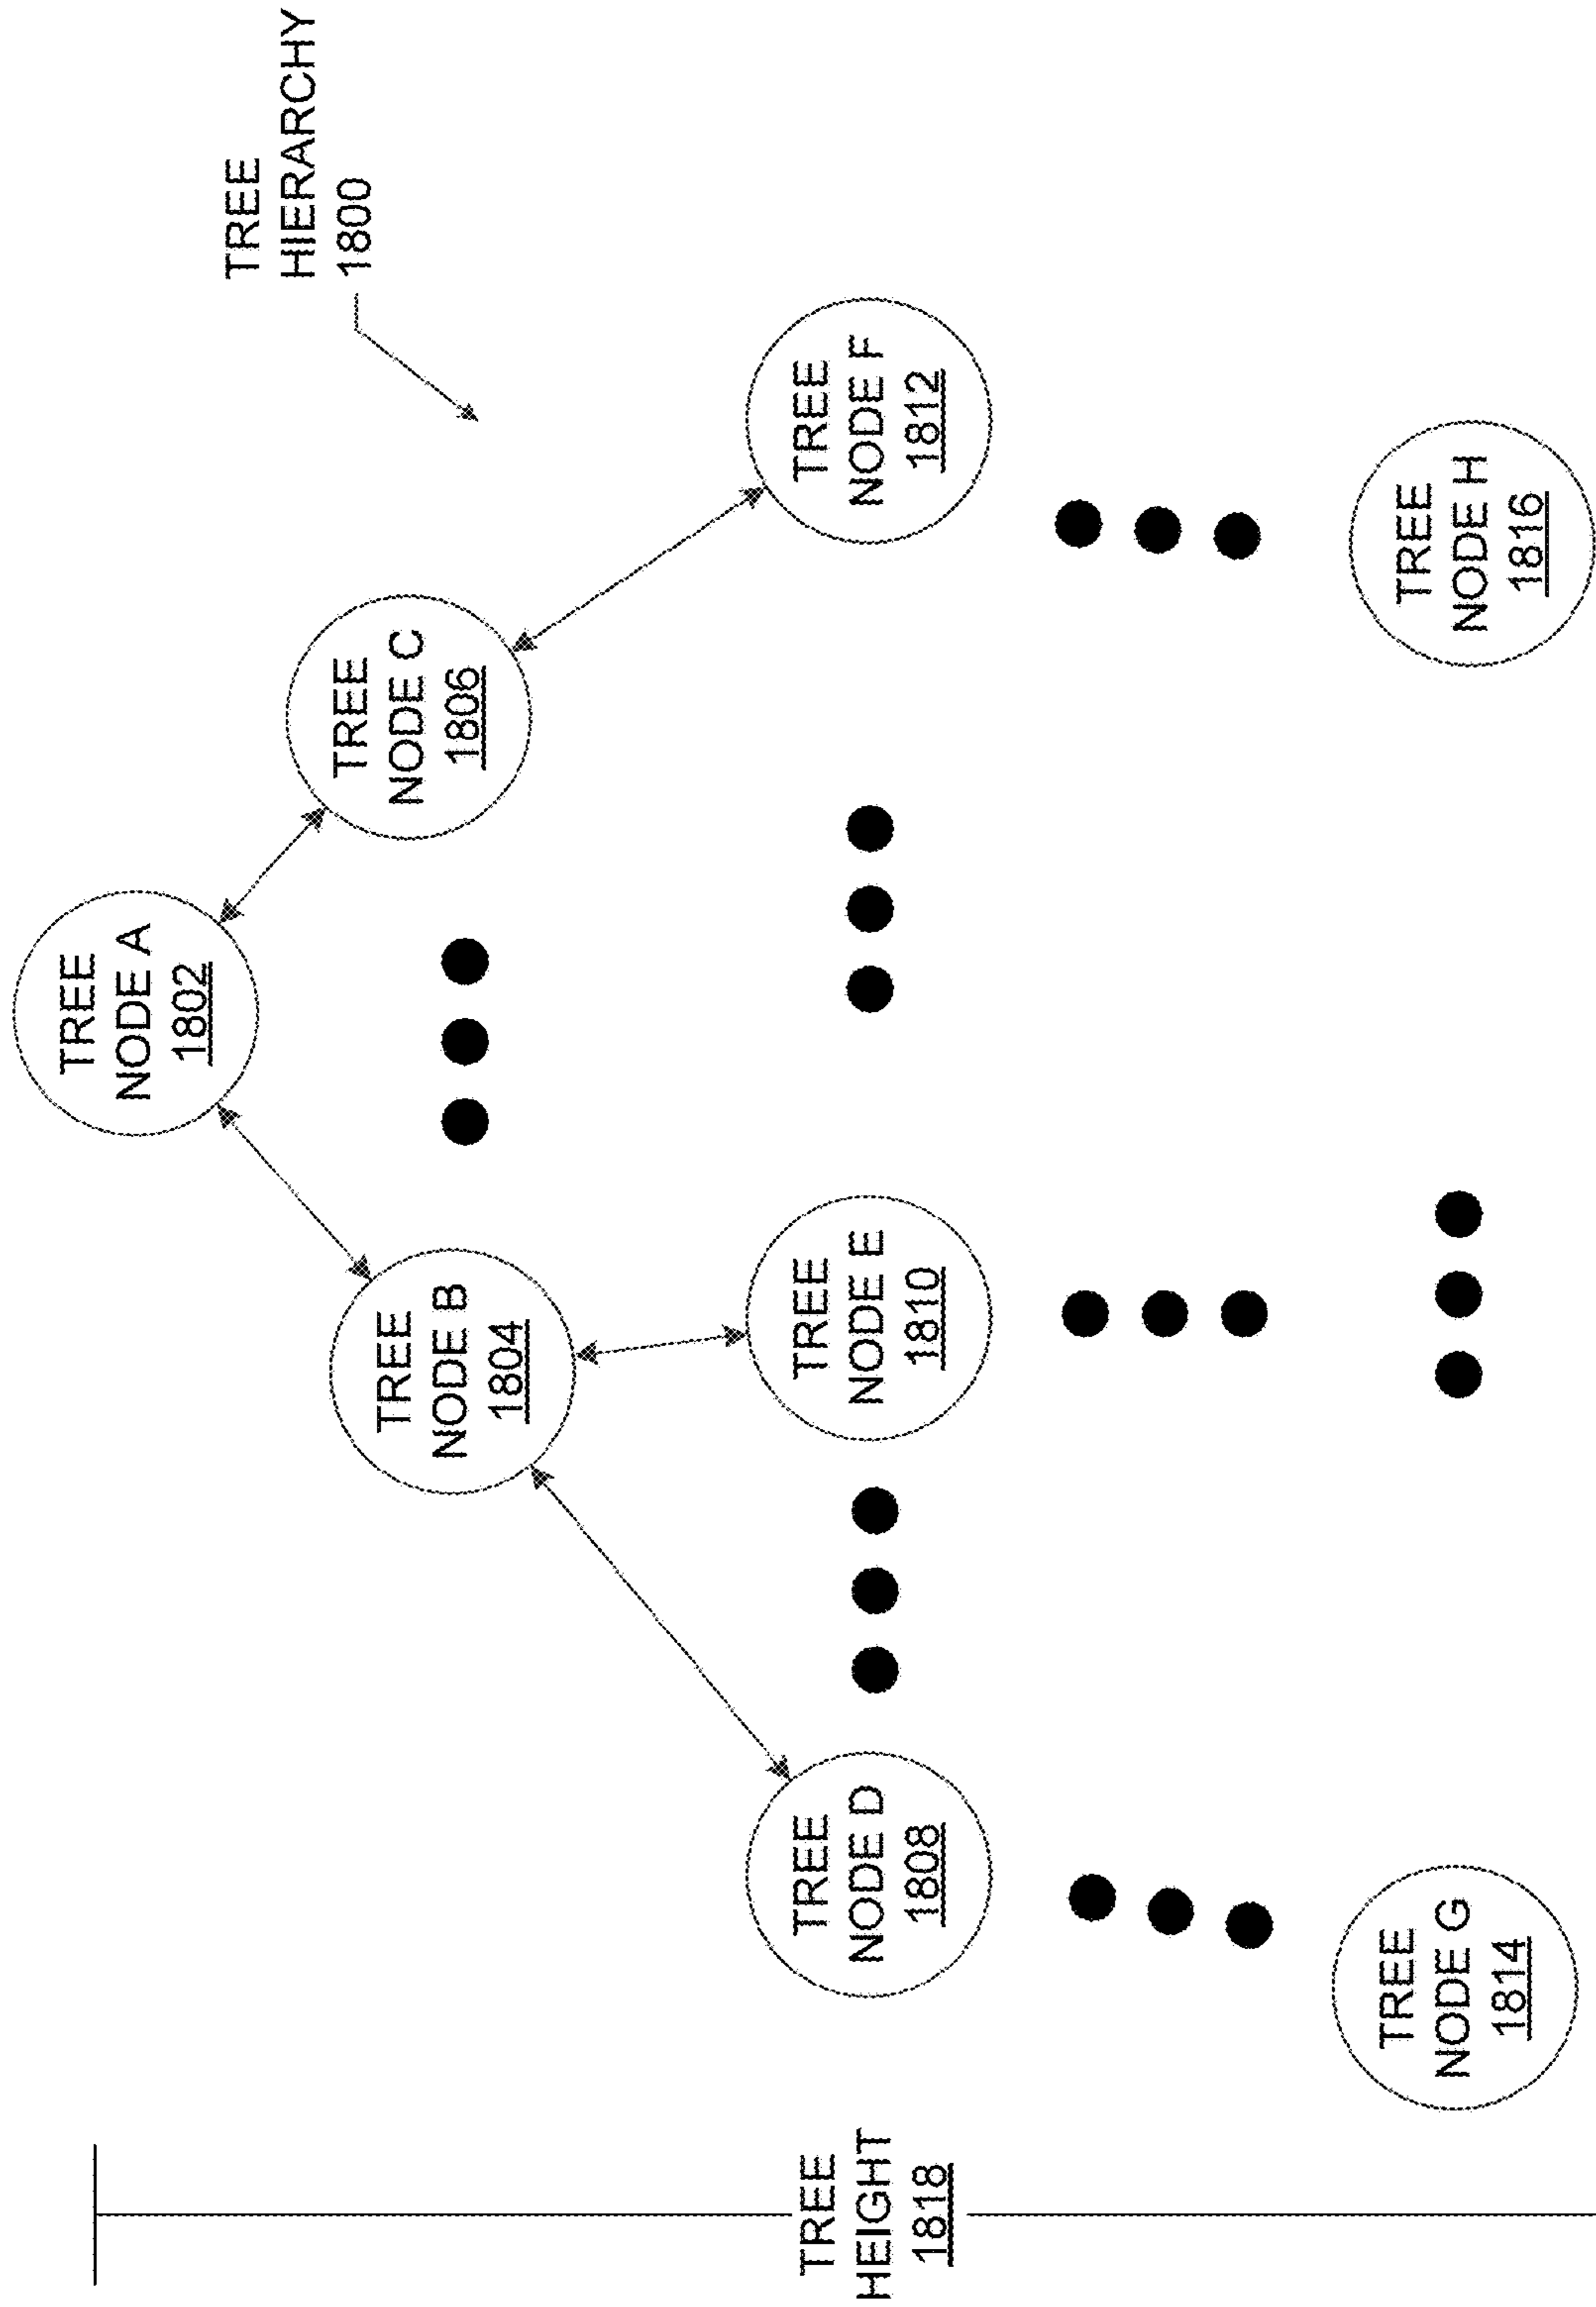 TREE
HIERARCHY
1800
TREE
NODE A
1802
TREE
NODE B
1804
TREE
NODE C
1806
TREE
NODE D
1808
TREE
NODE E
1810
TREE
NODE F
1812
TREE
NODE G
1814
TREE
NODE H
1816
TREE
HEIGHT
1818